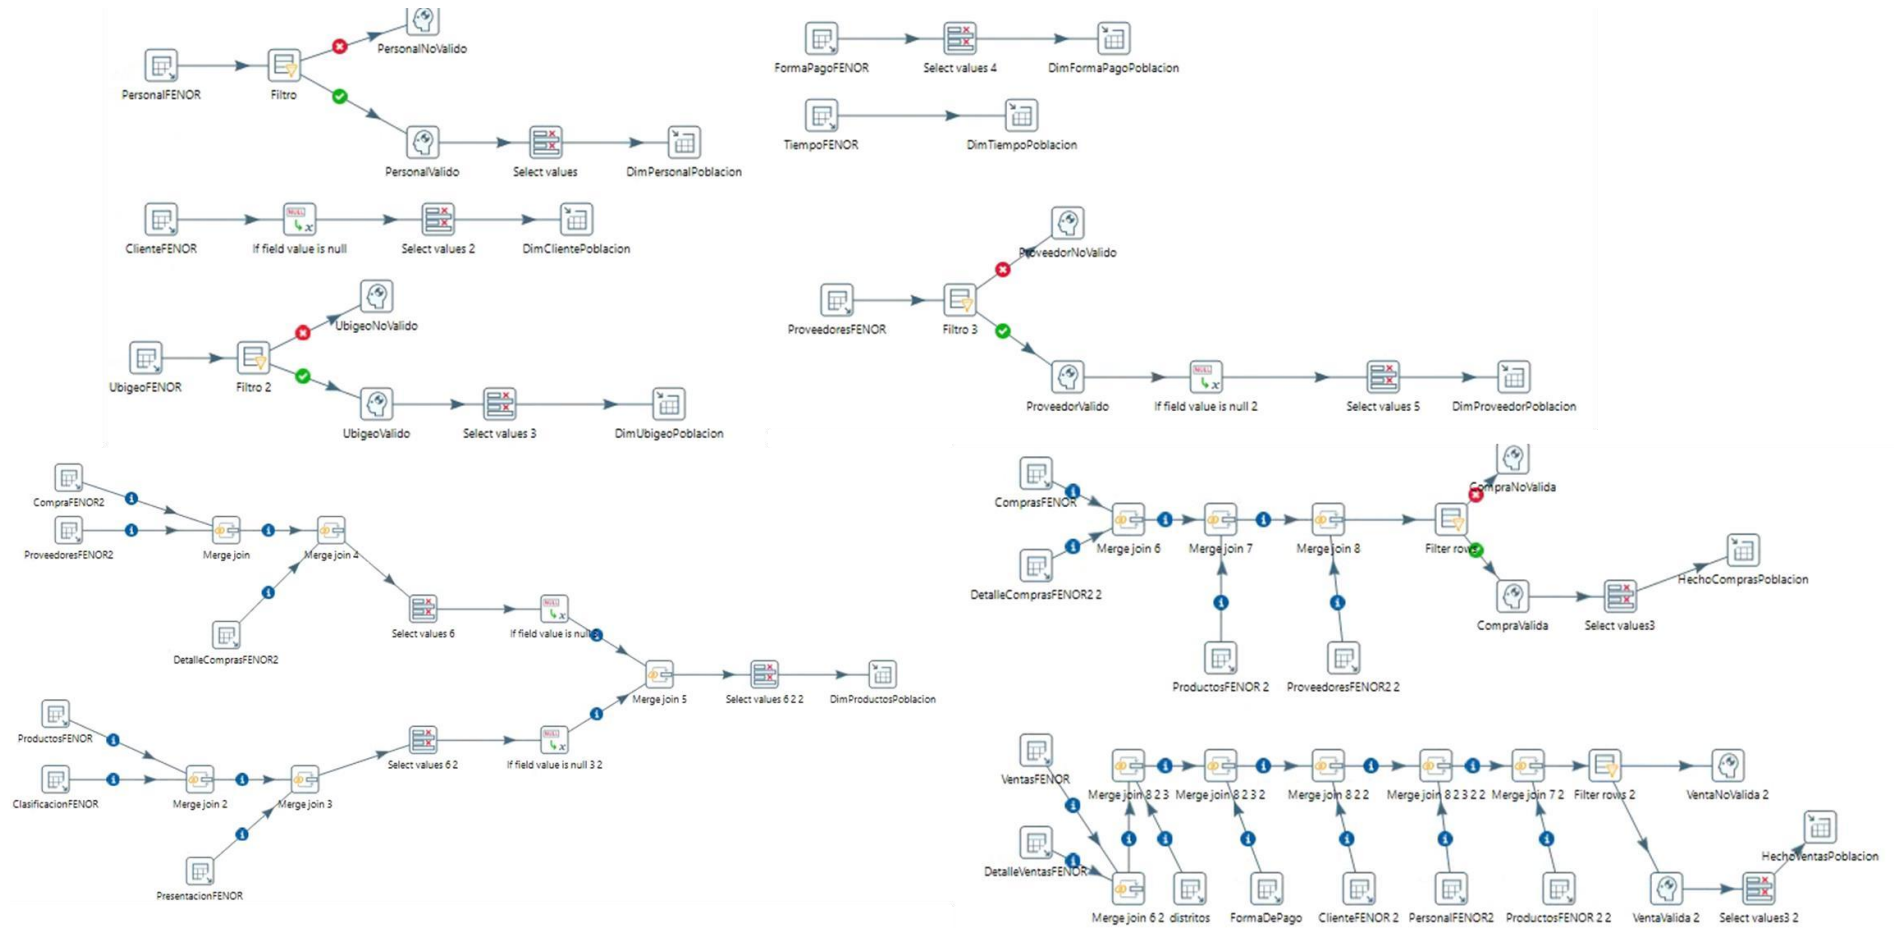 PersonalNoValido
PersonalFENOR
Filtro
PersonalValido
Select values
DimPersonalPoblacion
ClienteFENOR
If field value is null
Select values 2
DimClientePoblacion
UbigeoNoValido
UbigeoFENOR
Filtro 2
UbigeoValido
Select values 3
DimUbigeoPoblacion
FormaPagoFENOR
Select values 4
DimFormaPagoPoblacion
TiempoFENOR
DimTiempoPoblacion
ProveedorNoValido
ProveedoresFENOR
Filtro 3
ProveedorValido
If field value is null 2
Select values 5
DimProveedorPoblacion
CompraFENOR2
ProveedoresFENOR2
Merge join
Merge join 4
DetalleComprasFENOR2
Select values 6
If field value is null
Merge join 5
Select values 6 2 2
DimProductosPoblacion
ProductosFENOR
ClasificacionFENOR
Merge join 2
Merge join 3
Select values 6 2
If field value is null 3 2
PresentacionFENOR
CompraNoValida
ComprasFENOR
Merge join 6
Merge join 7
Merge join 8
Filter rows
HechoComprasPoblacion
DetalleComprasFENOR2 2
CompraValida
Select values3
ProductosFENOR 2
ProveedoresFENOR2 2
VentasFENOR
Merge join 8 2 3
Merge join 8 2 3 2
Merge join 8 2 2
Merge join 8 2 3 2 2
Merge join 7 2
Filter rows 2
VentaNoValida 2
DetalleVentasFENOR
HechoVentasPoblacion
Merge join 6 2
distritos
FormaDePago
ClienteFENOR 2
PersonalFENOR2
ProductosFENOR 2 2
VentaValida 2
Select values3 2